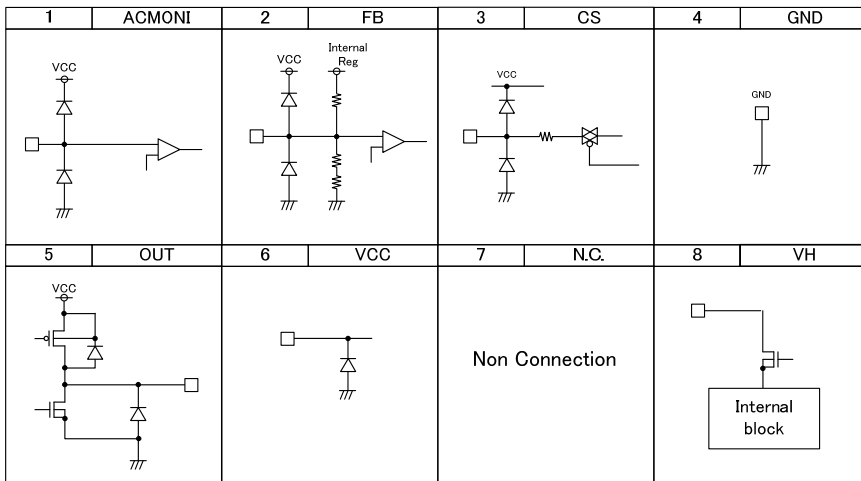 1 ACMONI 2 FB 3 CS 4 GND
VCC
VCC
Internal
Reg
VCC
GND
5 OUT 6 VCC 7 N.C. 8 VH
VCC
Non Connection
Internal
block